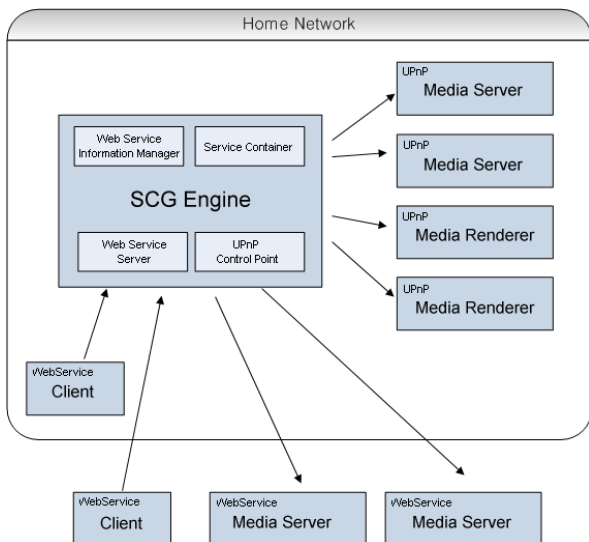 Home Network
UPnP
Media Server
Web Service
Information Manager
Service Container
UPnP
Media Server
SCG Engine
UPnP
Media Renderer
Web Service
Server
UPnP
Control Point
UPnP
Media Renderer
WebService
Client
WebService
Client
WebService
Media Server
WebService
Media Server